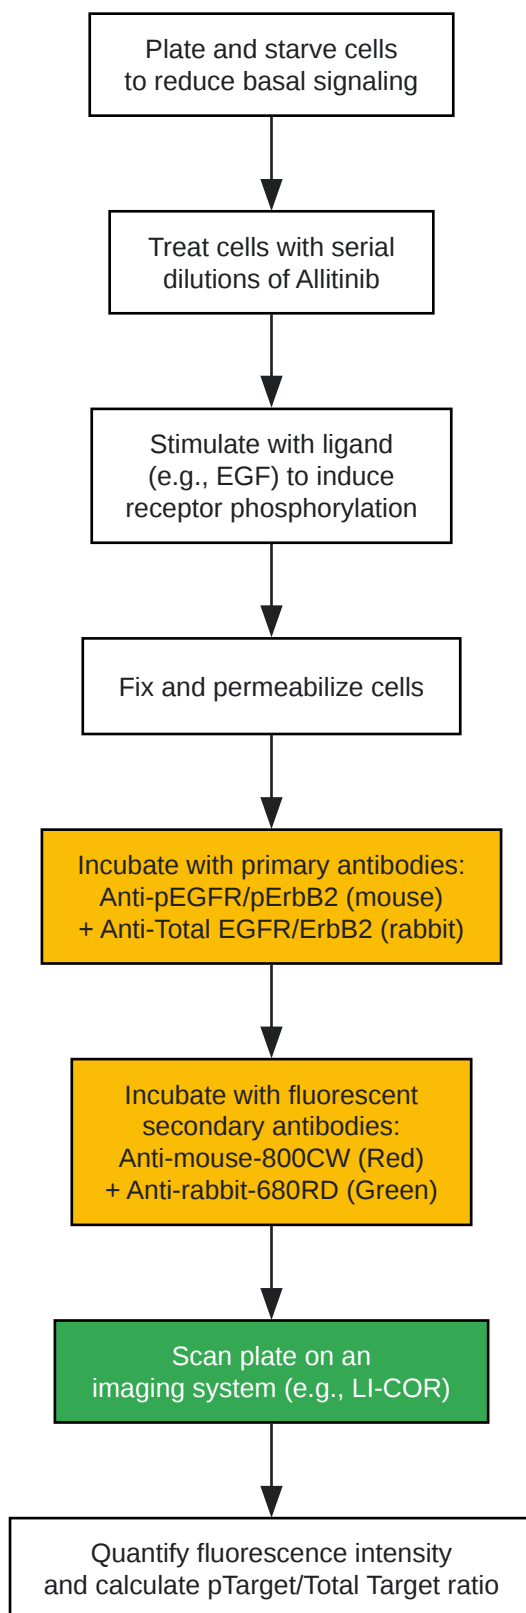 Plate and starve cells
to reduce basal signaling
Treat cells with serial
dilutions of Allitinib
Stimulate with ligand
(e.g., EGF) to induce
receptor phosphorylation
Fix and permeabilize cells
Incubate with primary antibodies:
Anti-pEGFR/pErbB2 (mouse)
+ Anti-Total EGFR/ErbB2 (rabbit)
Incubate with fluorescent
secondary antibodies:
Anti-mouse-800CW (Red)
+ Anti-rabbit-680RD (Green)
Scan plate on an
imaging system (e.g., LI-COR)
Quantify fluorescence intensity
and calculate pTarget/Total Target ratio